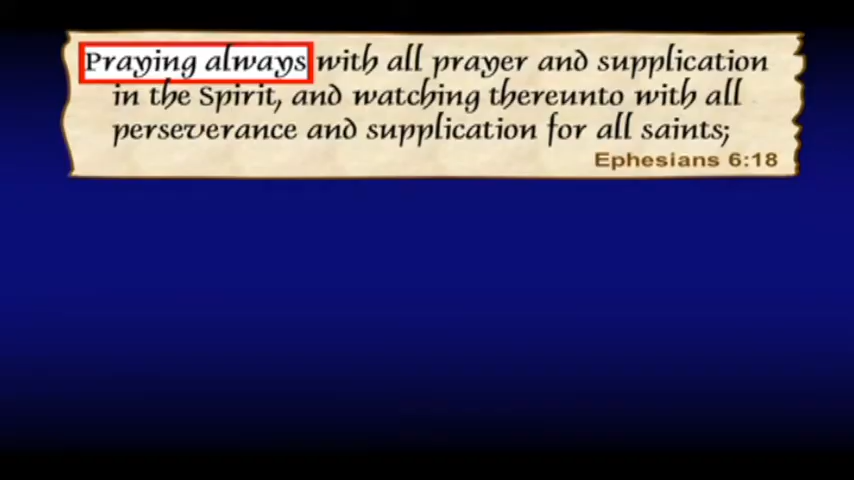 Praying always with all prayer and supplication
in the Spirit, and watching thereunto with all
perseverance and supplication for all saints;
Ephesians 6:18